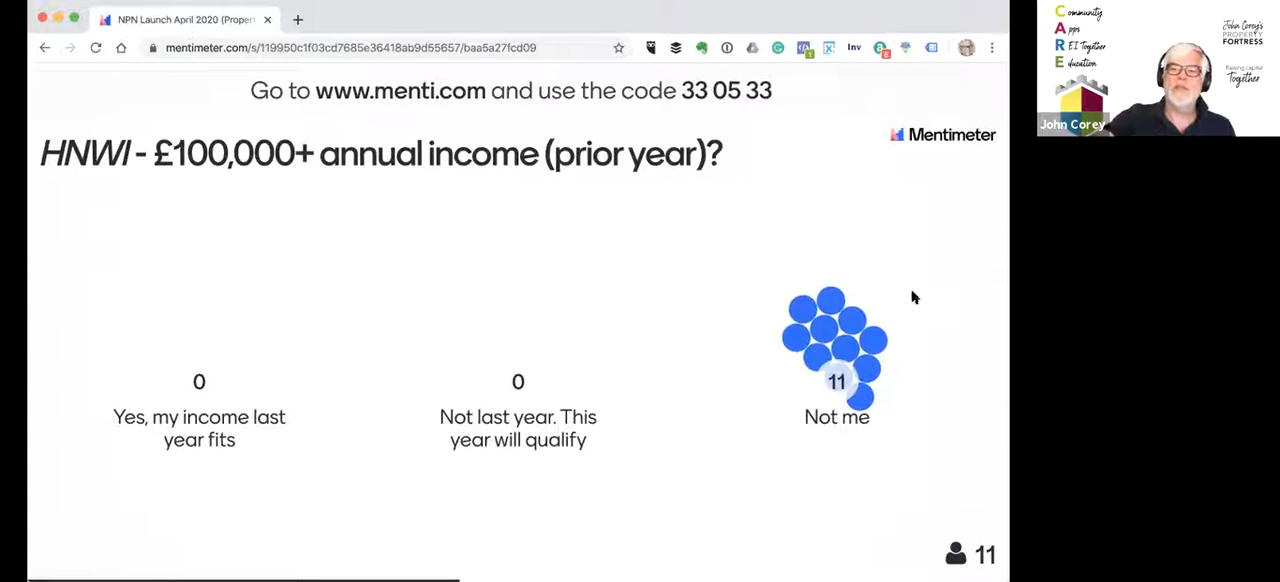 NPN Launch April 2020 (Proper
mentimeter.com/s/119950c1f03cd7685e36418ab9d55657/baa5a27fcd09
Inv
Go to www.menti.com and use the code 33 05 33
Mentimeter
HNWI - £100,000+ annual income (prior year)?
0
Yes, my income last
year fits
0
Not last year. This
year will qualify
11
Not me
11
Community
Apps
REI Together
Education
John Corey's
PROPERTY
FORTRESS
Raising capital
Together
John Corey